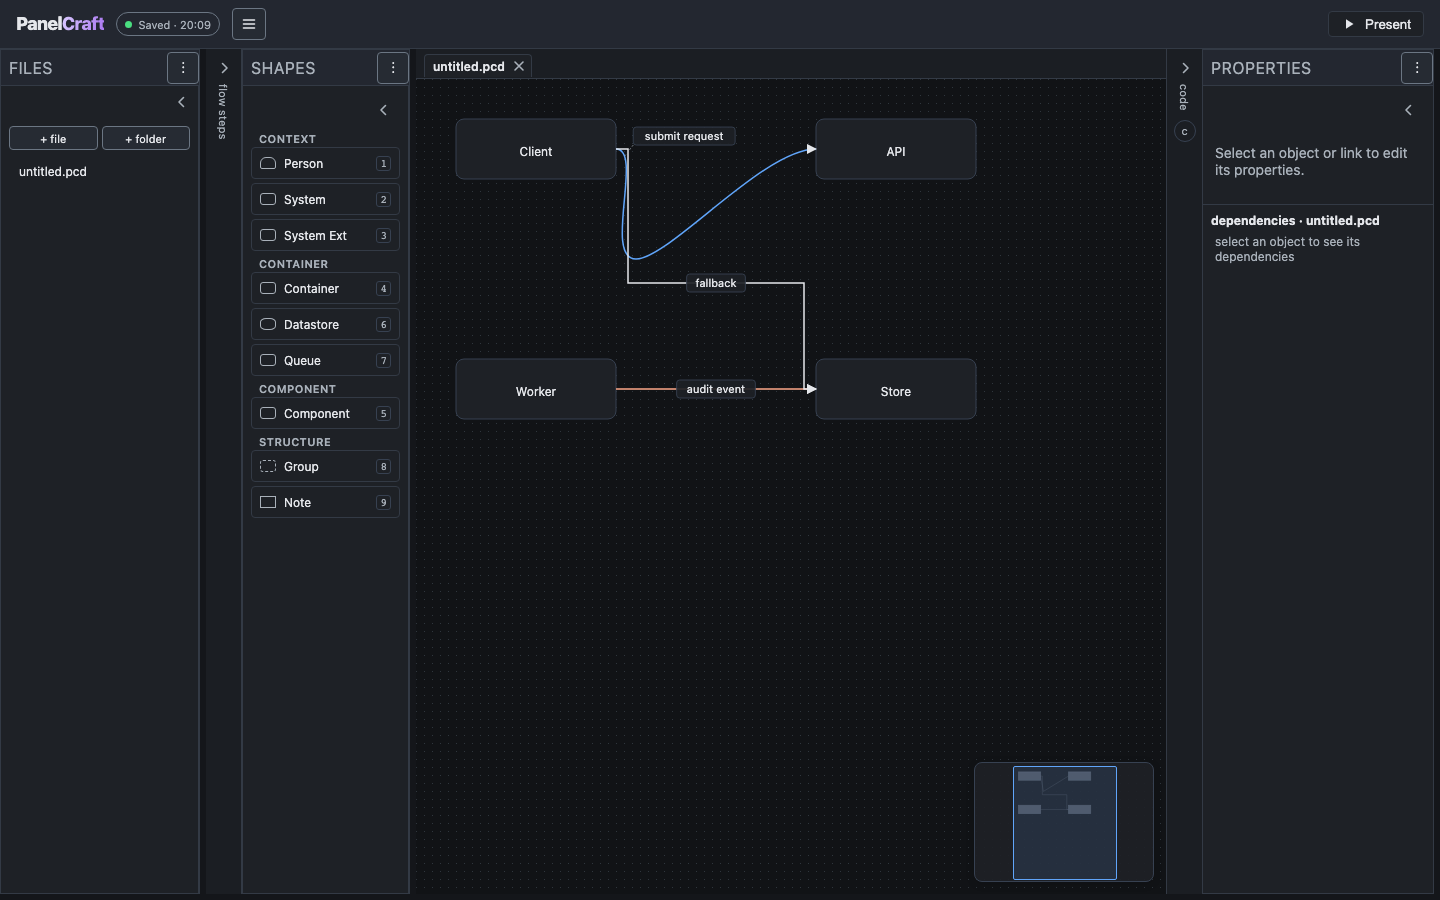 PanelCraft
Saved · 20:09
Present
FILES
+ file
+ folder
untitled.pcd
flow steps
SHAPES
CONTEXT
Person 1
System 2
System Ext 3
CONTAINER
Container 4
Datastore 6
Queue 7
COMPONENT
Component 5
STRUCTURE
Group 8
Note 9
untitled.pcd
Client
submit request
API
fallback
Worker
audit event
Store
code
c
PROPERTIES
Select an object or link to edit
its properties.
dependencies · untitled.pcd
select an object to see its
dependencies